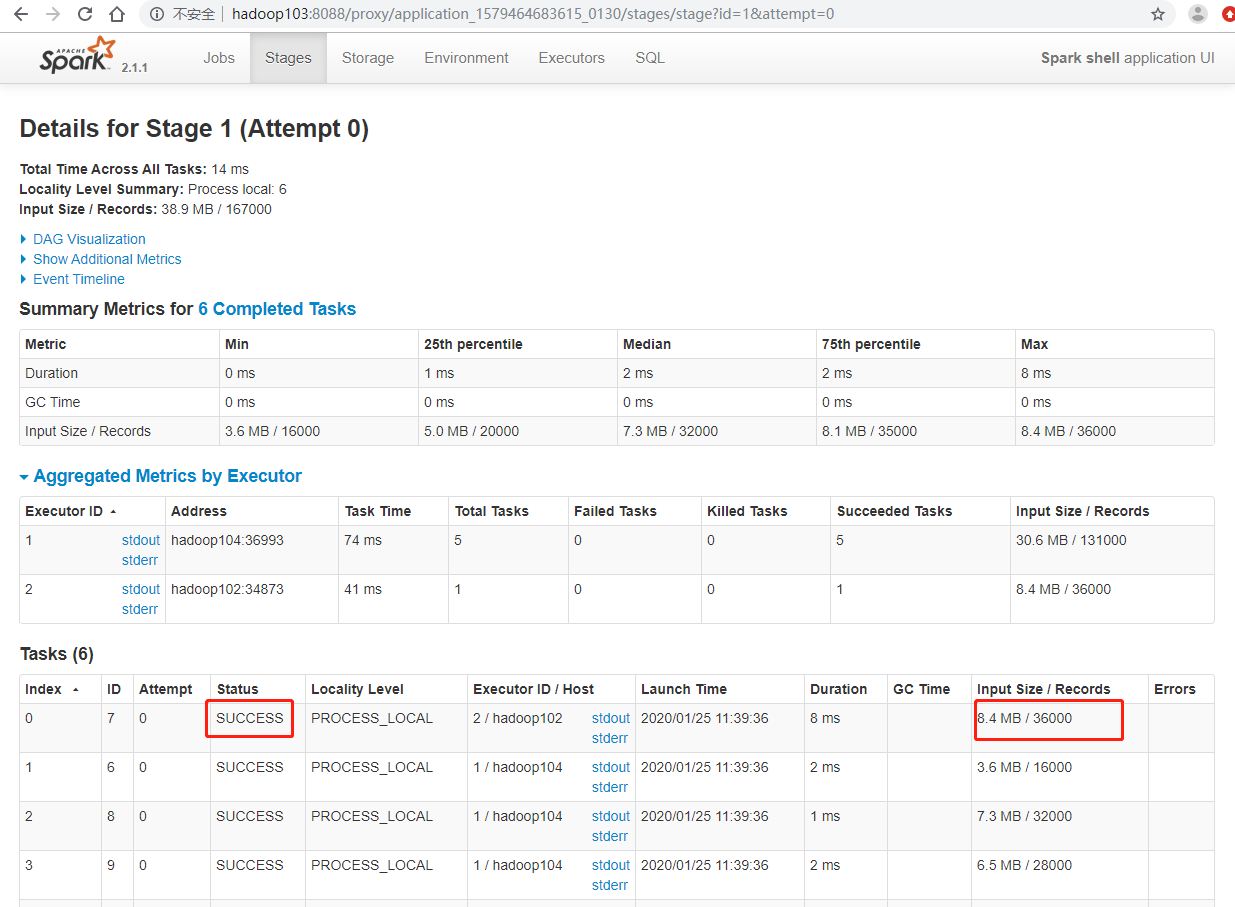 不安全 hadoop103:8088/proxy/application_1579464683615_0130/stages/stage?id=1&attempt=0
APACHE Spark 2.1.1 Jobs Stages Storage Environment Executors SQL Spark shell application UI
Details for Stage 1 (Attempt 0)
Total Time Across All Tasks: 14 ms
Locality Level Summary: Process local: 6
Input Size / Records: 38.9 MB / 167000
DAG Visualization
Show Additional Metrics
Event Timeline
Summary Metrics for 6 Completed Tasks
Metric Min 25th percentile Median 75th percentile Max
Duration 0 ms 1 ms 2 ms 2 ms 8 ms
GC Time 0 ms 0 ms 0 ms 0 ms 0 ms
Input Size / Records 3.6 MB / 16000 5.0 MB / 20000 7.3 MB / 32000 8.1 MB / 35000 8.4 MB / 36000
Aggregated Metrics by Executor
Executor ID Address Task Time Total Tasks Failed Tasks Killed Tasks Succeeded Tasks Input Size / Records
1 stdout hadoop104:36993 74 ms 5 0 0 5 30.6 MB / 131000
stderr
2 stdout hadoop102:34873 41 ms 1 0 0 1 8.4 MB / 36000
stderr
Tasks (6)
Index ID Attempt Status Locality Level Executor ID / Host Launch Time Duration GC Time Input Size / Records Errors
0 7 0 SUCCESS PROCESS_LOCAL 2 / hadoop102 stdout 2020/01/25 11:39:36 8 ms 8.4 MB / 36000
stderr
1 6 0 SUCCESS PROCESS_LOCAL 1 / hadoop104 stdout 2020/01/25 11:39:36 2 ms 3.6 MB / 16000
stderr
2 8 0 SUCCESS PROCESS_LOCAL 1 / hadoop104 stdout 2020/01/25 11:39:36 1 ms 7.3 MB / 32000
stderr
3 9 0 SUCCESS PROCESS_LOCAL 1 / hadoop104 stdout 2020/01/25 11:39:36 2 ms 6.5 MB / 28000
stderr